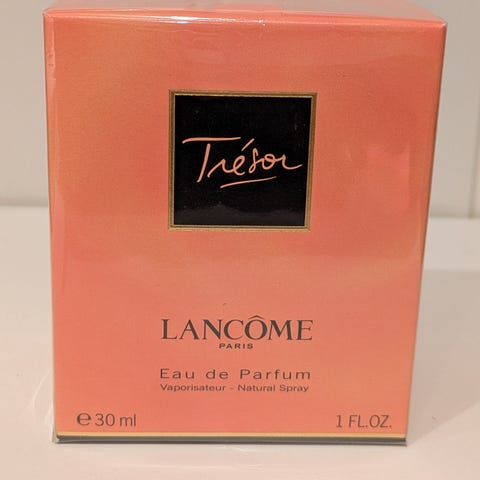 Trésor
LANCÔME
PARIS
Eau de Parfum
Vaporisateur - Natural Spray
℮ 30 ml 1 FL.OZ.